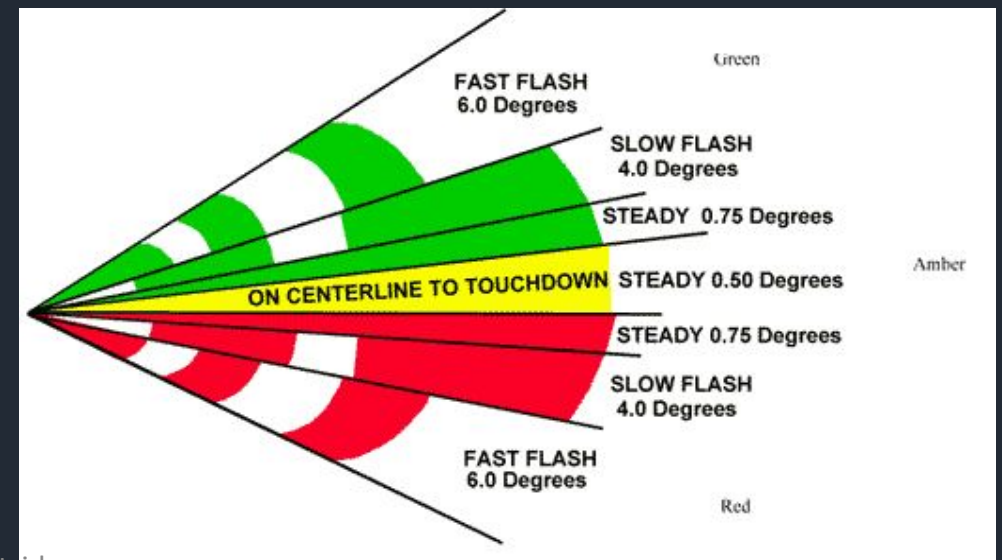 Green
FAST FLASH
6.0 Degrees
SLOW FLASH
4.0 Degrees
STEADY 0.75 Degrees
Amber
ON CENTERLINE TO TOUCHDOWN
STEADY 0.50 Degrees
STEADY 0.75 Degrees
SLOW FLASH
4.0 Degrees
FAST FLASH
6.0 Degrees
Red